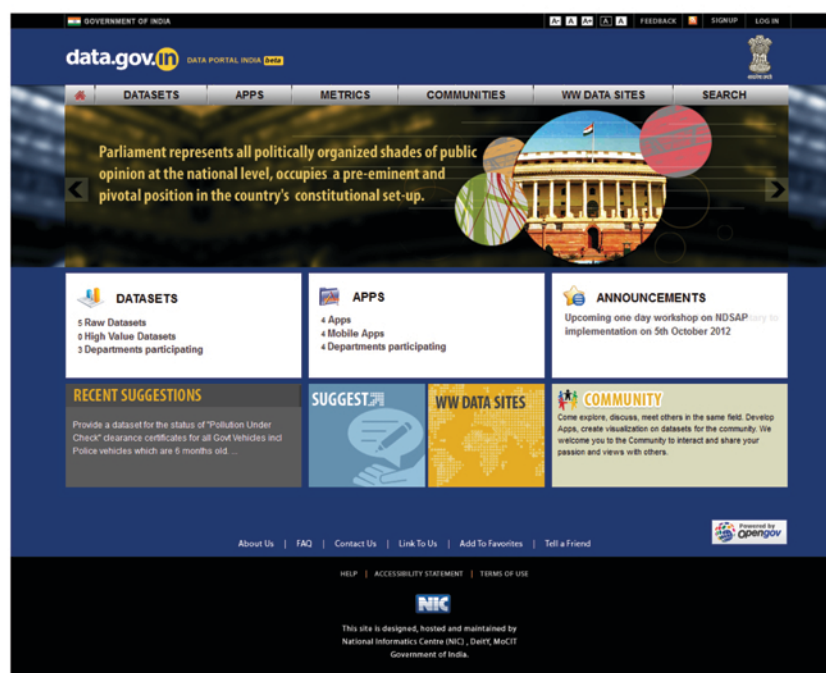 GOVERNMENT OF INDIA
A- A A+ A A FEEDBACK SIGNUP LOG IN
data.gov.in DATA PORTAL INDIA beta
DATASETS APPS METRICS COMMUNITIES WW DATA SITES SEARCH
Parliament represents all politically organized shades of public
opinion at the national level, occupies a pre-eminent and
pivotal position in the country's constitutional set-up.
DATASETS
5 Raw Datasets
0 High Value Datasets
3 Departments participating
APPS
4 Apps
4 Mobile Apps
4 Departments participating
ANNOUNCEMENTS
Upcoming one day workshop on NDSAP
implementation on 5th October 2012
RECENT SUGGESTIONS
Provide a dataset for the status of "Pollution Under
Check" clearance certificates for all Govt Vehicles incl
Police vehicles which are 6 months old. ...
SUGGEST
WW DATA SITES
COMMUNITY
Come explore, discuss, meet others in the same field. Develop
Apps, create visualization on datasets for the community. We
welcome you to the Community to interact and share your
passion and views with others.
Powered by
opengov
About Us | FAQ | Contact Us | Link To Us | Add To Favorites | Tell a Friend
HELP | ACCESSIBILITY STATEMENT | TERMS OF USE
NIC
This site is designed, hosted and maintained by
National Informatics Centre (NIC) , DeitY, MoCIT
Government of India.